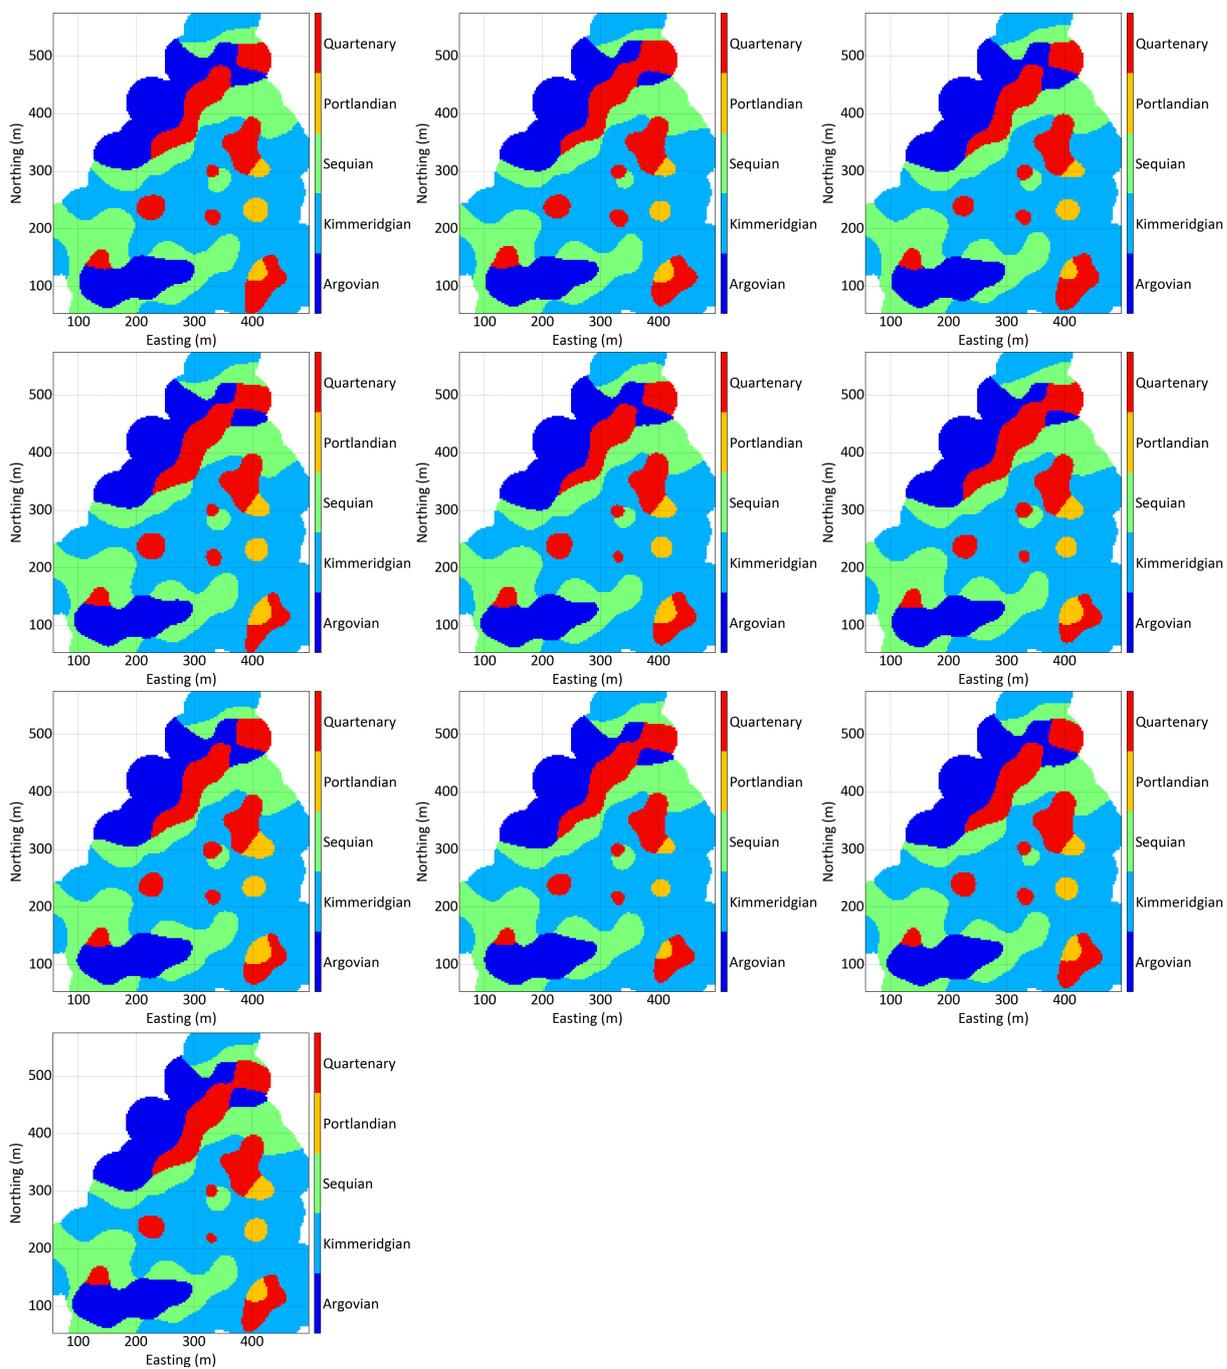 500 Quartenary 500 Quartenary 500 Quartenary
Portlandian Portlandian Portlandian
400 400 400
Northing (m) Northing (m) Northing (m)
300 Sequian 300 Sequian 300 Sequian
200 Kimmeridgian 200 Kimmeridgian 200 Kimmeridgian
100 Argovian 100 Argovian 100 Argovian
100 200 300 400 100 200 300 400 100 200 300 400
Easting (m) Easting (m) Easting (m)
500 Quartenary 500 Quartenary 500 Quartenary
Portlandian Portlandian Portlandian
400 400 400
Northing (m) Northing (m) Northing (m)
300 Sequian 300 Sequian 300 Sequian
200 Kimmeridgian 200 Kimmeridgian 200 Kimmeridgian
100 Argovian 100 Argovian 100 Argovian
100 200 300 400 100 200 300 400 100 200 300 400
Easting (m) Easting (m) Easting (m)
500 Quartenary 500 Quartenary 500 Quartenary
Portlandian Portlandian Portlandian
400 400 400
Northing (m) Northing (m) Northing (m)
300 Sequian 300 Sequian 300 Sequian
200 Kimmeridgian 200 Kimmeridgian 200 Kimmeridgian
100 Argovian 100 Argovian 100 Argovian
100 200 300 400 100 200 300 400 100 200 300 400
Easting (m) Easting (m) Easting (m)
500 Quartenary
Portlandian
400
Northing (m)
300 Sequian
200 Kimmeridgian
100 Argovian
100 200 300 400
Easting (m)